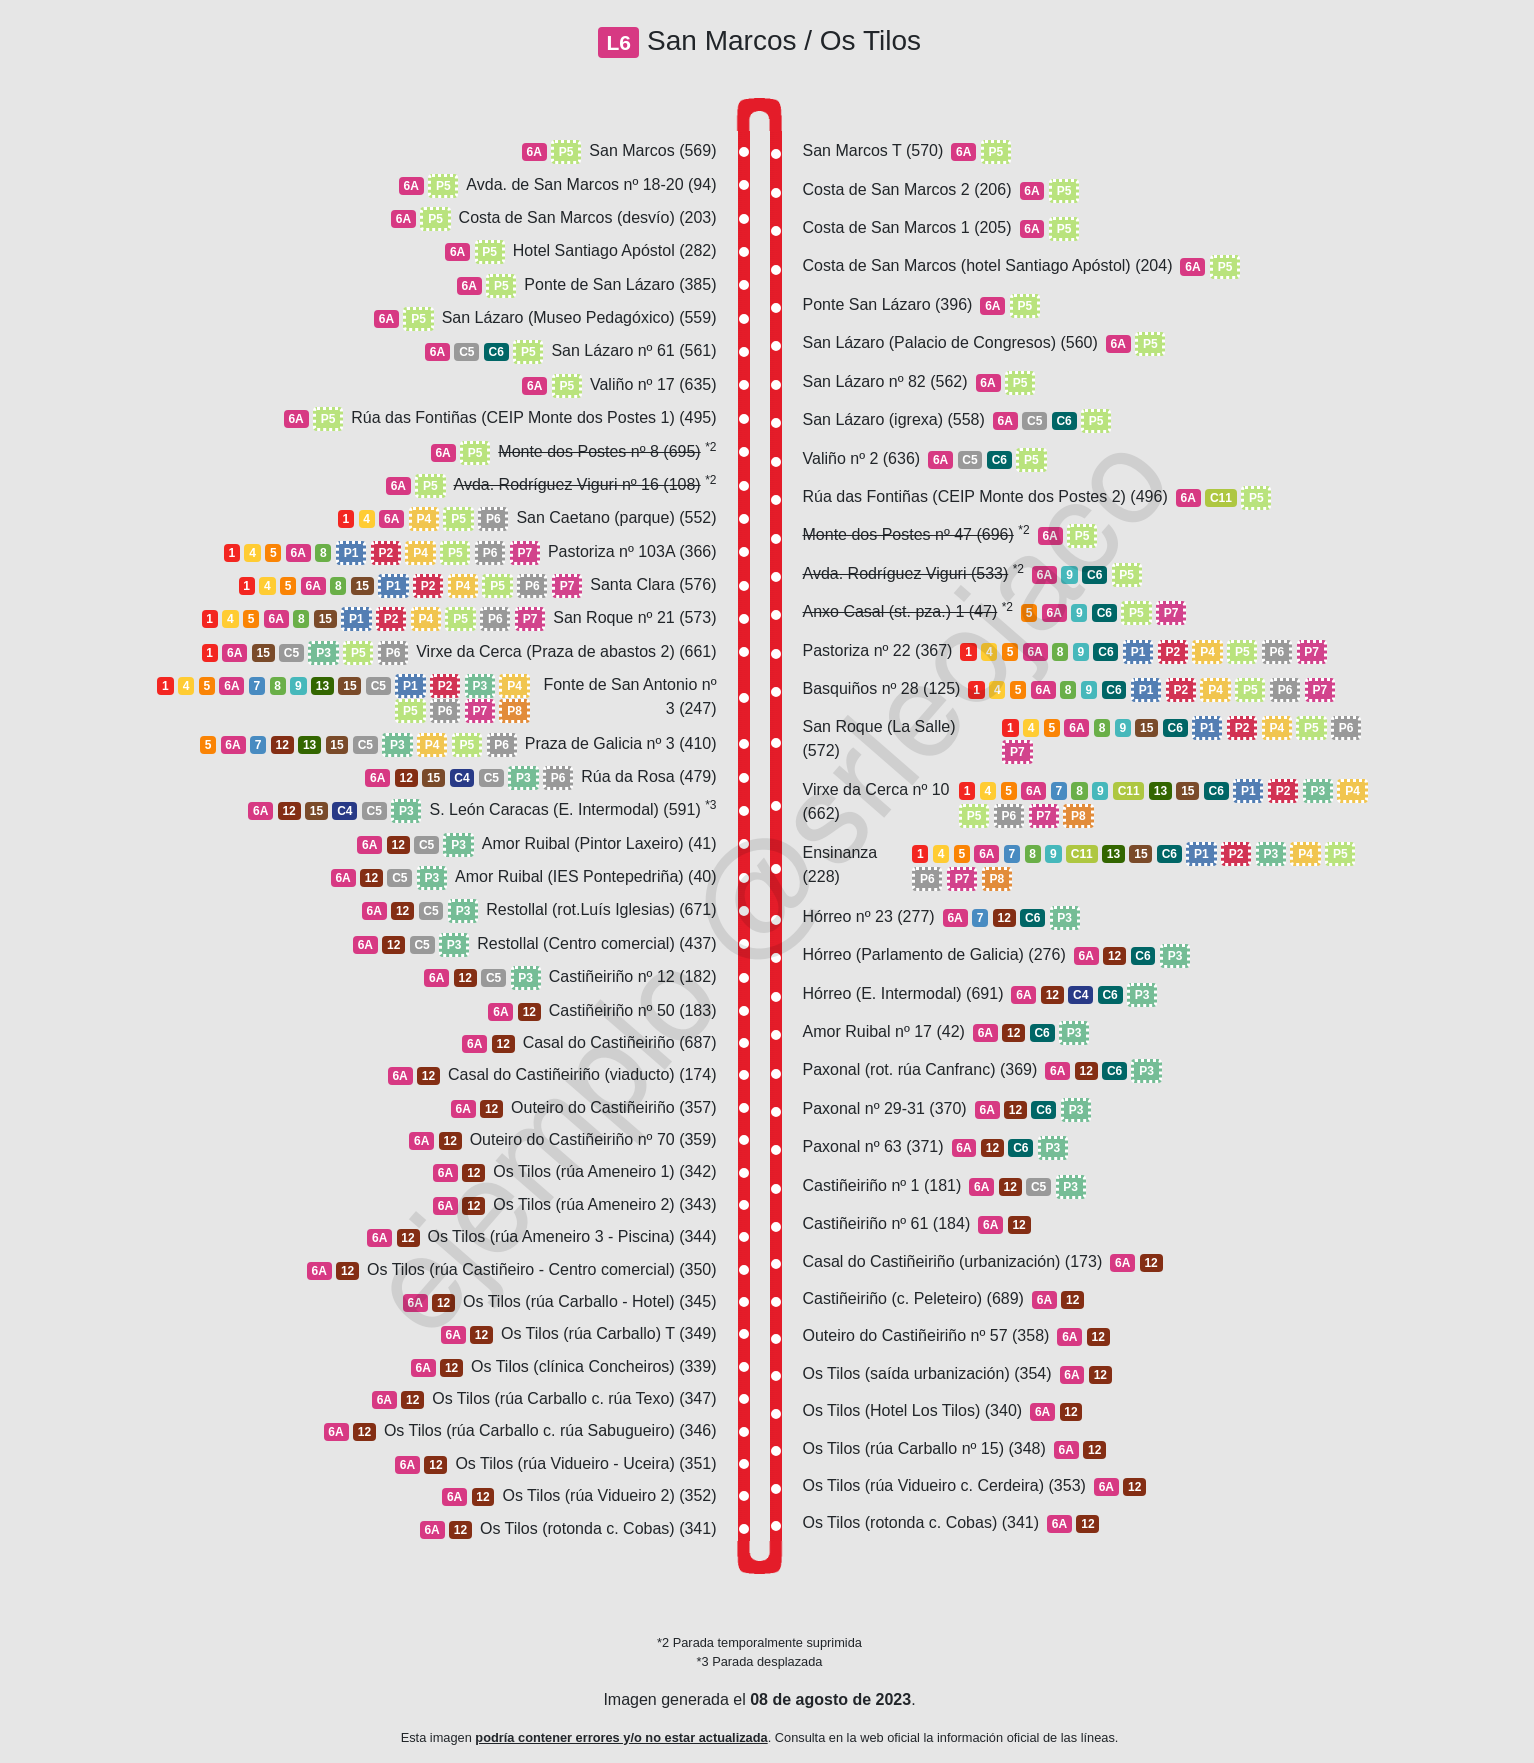 L6 San Marcos / Os Tilos
6A P5 San Marcos (569)
6A P5 Avda. de San Marcos nº 18-20 (94)
6A P5 Costa de San Marcos (desvío) (203)
6A P5 Hotel Santiago Apóstol (282)
6A P5 Ponte de San Lázaro (385)
6A P5 San Lázaro (Museo Pedagóxico) (559)
6A C5 C6 P5 San Lázaro nº 61 (561)
6A P5 Valiño nº 17 (635)
6A P5 Rúa das Fontiñas (CEIP Monte dos Postes 1) (495)
6A P5 Monte dos Postes nº 8 (695) *2
6A P5 Avda. Rodríguez Viguri nº 16 (108) *2
1 4 6A P4 P5 P6 San Caetano (parque) (552)
1 4 5 6A 8 P1 P2 P4 P5 P6 P7 Pastoriza nº 103A (366)
1 4 5 6A 8 15 P1 P2 P4 P5 P6 P7 Santa Clara (576)
1 4 5 6A 8 15 P1 P2 P4 P5 P6 P7 San Roque nº 21 (573)
1 6A 15 C5 P3 P5 P6 Virxe da Cerca (Praza de abastos 2) (661)
1 4 5 6A 7 8 9 13 15 C5 P1 P2 P3 P4 Fonte de San Antonio nº
P5 P6 P7 P8 3 (247)
5 6A 7 12 13 15 C5 P3 P4 P5 P6 Praza de Galicia nº 3 (410)
6A 12 15 C4 C5 P3 P6 Rúa da Rosa (479)
6A 12 15 C4 C5 P3 S. León Caracas (E. Intermodal) (591) *3
6A 12 C5 P3 Amor Ruibal (Pintor Laxeiro) (41)
6A 12 C5 P3 Amor Ruibal (IES Pontepedriña) (40)
6A 12 C5 P3 Restollal (rot.Luís Iglesias) (671)
6A 12 C5 P3 Restollal (Centro comercial) (437)
6A 12 C5 P3 Castiñeiriño nº 12 (182)
6A 12 Castiñeiriño nº 50 (183)
6A 12 Casal do Castiñeiriño (687)
6A 12 Casal do Castiñeiriño (viaducto) (174)
6A 12 Outeiro do Castiñeiriño (357)
6A 12 Outeiro do Castiñeiriño nº 70 (359)
6A 12 Os Tilos (rúa Ameneiro 1) (342)
6A 12 Os Tilos (rúa Ameneiro 2) (343)
6A 12 Os Tilos (rúa Ameneiro 3 - Piscina) (344)
6A 12 Os Tilos (rúa Castiñeiro - Centro comercial) (350)
6A 12 Os Tilos (rúa Carballo - Hotel) (345)
6A 12 Os Tilos (rúa Carballo) T (349)
6A 12 Os Tilos (clínica Concheiros) (339)
6A 12 Os Tilos (rúa Carballo c. rúa Texo) (347)
6A 12 Os Tilos (rúa Carballo c. rúa Sabugueiro) (346)
6A 12 Os Tilos (rúa Vidueiro - Uceira) (351)
6A 12 Os Tilos (rúa Vidueiro 2) (352)
6A 12 Os Tilos (rotonda c. Cobas) (341)
San Marcos T (570) 6A P5
Costa de San Marcos 2 (206) 6A P5
Costa de San Marcos 1 (205) 6A P5
Costa de San Marcos (hotel Santiago Apóstol) (204) 6A P5
Ponte San Lázaro (396) 6A P5
San Lázaro (Palacio de Congresos) (560) 6A P5
San Lázaro nº 82 (562) 6A P5
San Lázaro (igrexa) (558) 6A C5 C6 P5
Valiño nº 2 (636) 6A C5 C6 P5
Rúa das Fontiñas (CEIP Monte dos Postes 2) (496) 6A C11 P5
Monte dos Postes nº 47 (696) *2 6A P5
Avda. Rodríguez Viguri (533) *2 6A 9 C6 P5
Anxo Casal (st. pza.) 1 (47) *2 5 6A 9 C6 P5 P7
Pastoriza nº 22 (367) 1 4 5 6A 8 9 C6 P1 P2 P4 P5 P6 P7
Basquiños nº 28 (125) 1 4 5 6A 8 9 C6 P1 P2 P4 P5 P6 P7
San Roque (La Salle) 1 4 5 6A 8 9 15 C6 P1 P2 P4 P5 P6
(572) P7
Virxe da Cerca nº 10 1 4 5 6A 7 8 9 C11 13 15 C6 P1 P2 P3 P4
(662) P5 P6 P7 P8
Ensinanza 1 4 5 6A 7 8 9 C11 13 15 C6 P1 P2 P3 P4 P5
(228) P6 P7 P8
Hórreo nº 23 (277) 6A 7 12 C6 P3
Hórreo (Parlamento de Galicia) (276) 6A 12 C6 P3
Hórreo (E. Intermodal) (691) 6A 12 C4 C6 P3
Amor Ruibal nº 17 (42) 6A 12 C6 P3
Paxonal (rot. rúa Canfranc) (369) 6A 12 C6 P3
Paxonal nº 29-31 (370) 6A 12 C6 P3
Paxonal nº 63 (371) 6A 12 C6 P3
Castiñeiriño nº 1 (181) 6A 12 C5 P3
Castiñeiriño nº 61 (184) 6A 12
Casal do Castiñeiriño (urbanización) (173) 6A 12
Castiñeiriño (c. Peleteiro) (689) 6A 12
Outeiro do Castiñeiriño nº 57 (358) 6A 12
Os Tilos (saída urbanización) (354) 6A 12
Os Tilos (Hotel Los Tilos) (340) 6A 12
Os Tilos (rúa Carballo nº 15) (348) 6A 12
Os Tilos (rúa Vidueiro c. Cerdeira) (353) 6A 12
Os Tilos (rotonda c. Cobas) (341) 6A 12
ejemplo @srleojaco
*2 Parada temporalmente suprimida
*3 Parada desplazada
Imagen generada el 08 de agosto de 2023.
Esta imagen podría contener errores y/o no estar actualizada. Consulta en la web oficial la información oficial de las líneas.